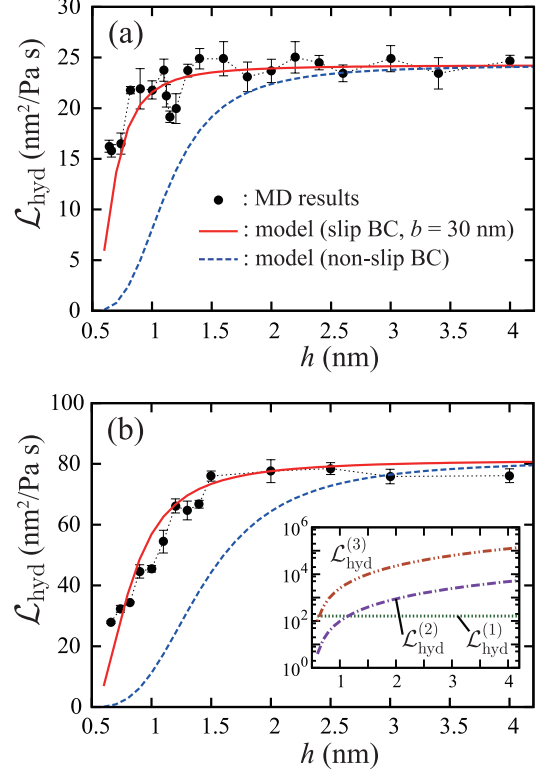 (a)
30
25
20
15
10
5
0
ℒhyd (nm²/Pa s)
: MD results
: model (slip BC, b = 30 nm)
: model (non-slip BC)
0.5 1 1.5 2 2.5 3 3.5 4
h (nm)
(b)
100
80
60
40
20
0
ℒhyd (nm²/Pa s)
10⁶
10⁴
10²
10⁰
ℒhyd⁽³⁾
ℒhyd⁽²⁾ ℒhyd⁽¹⁾
1 2 3 4
0.5 1 1.5 2 2.5 3 3.5 4
h (nm)